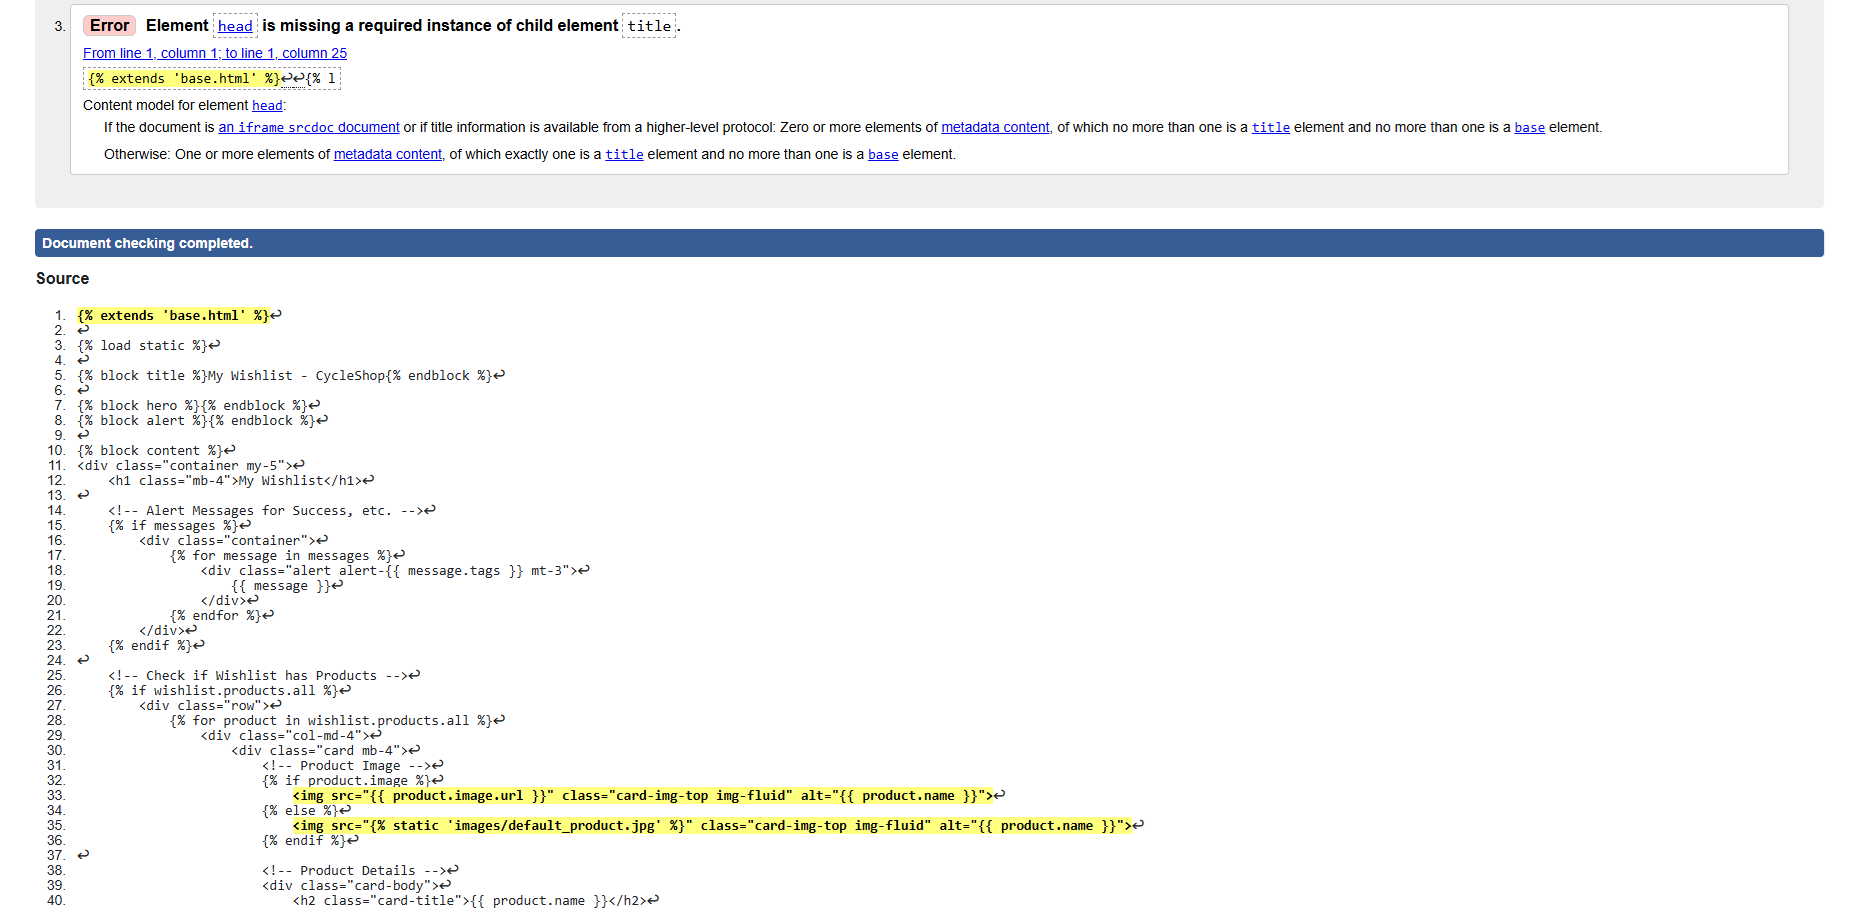 3. Error Element head is missing a required instance of child element title.
From line 1, column 1; to line 1, column 25
{% extends 'base.html' %}↩↩{% l
Content model for element head:
If the document is an iframe srcdoc document or if title information is available from a higher-level protocol: Zero or more elements of metadata content, of which no more than one is a title element and no more than one is a base element.
Otherwise: One or more elements of metadata content, of which exactly one is a title element and no more than one is a base element.
Document checking completed.
Source
1. {% extends 'base.html' %}↩
2. ↩
3. {% load static %}↩
4. ↩
5. {% block title %}My Wishlist - CycleShop{% endblock %}↩
6. ↩
7. {% block hero %}{% endblock %}↩
8. {% block alert %}{% endblock %}↩
9. ↩
10. {% block content %}↩
11. <div class="container my-5">↩
12. <h1 class="mb-4">My Wishlist</h1>↩
13. ↩
14. <!-- Alert Messages for Success, etc. -->↩
15. {% if messages %}↩
16. <div class="container">↩
17. {% for message in messages %}↩
18. <div class="alert alert-{{ message.tags }} mt-3">↩
19. {{ message }}↩
20. </div>↩
21. {% endfor %}↩
22. </div>↩
23. {% endif %}↩
24. ↩
25. <!-- Check if Wishlist has Products -->↩
26. {% if wishlist.products.all %}↩
27. <div class="row">↩
28. {% for product in wishlist.products.all %}↩
29. <div class="col-md-4">↩
30. <div class="card mb-4">↩
31. <!-- Product Image -->↩
32. {% if product.image %}↩
33. <img src="{{ product.image.url }}" class="card-img-top img-fluid" alt="{{ product.name }}">↩
34. {% else %}↩
35. <img src="{% static 'images/default_product.jpg' %}" class="card-img-top img-fluid" alt="{{ product.name }}">↩
36. {% endif %}↩
37. ↩
38. <!-- Product Details -->↩
39. <div class="card-body">↩
40. <h2 class="card-title">{{ product.name }}</h2>↩